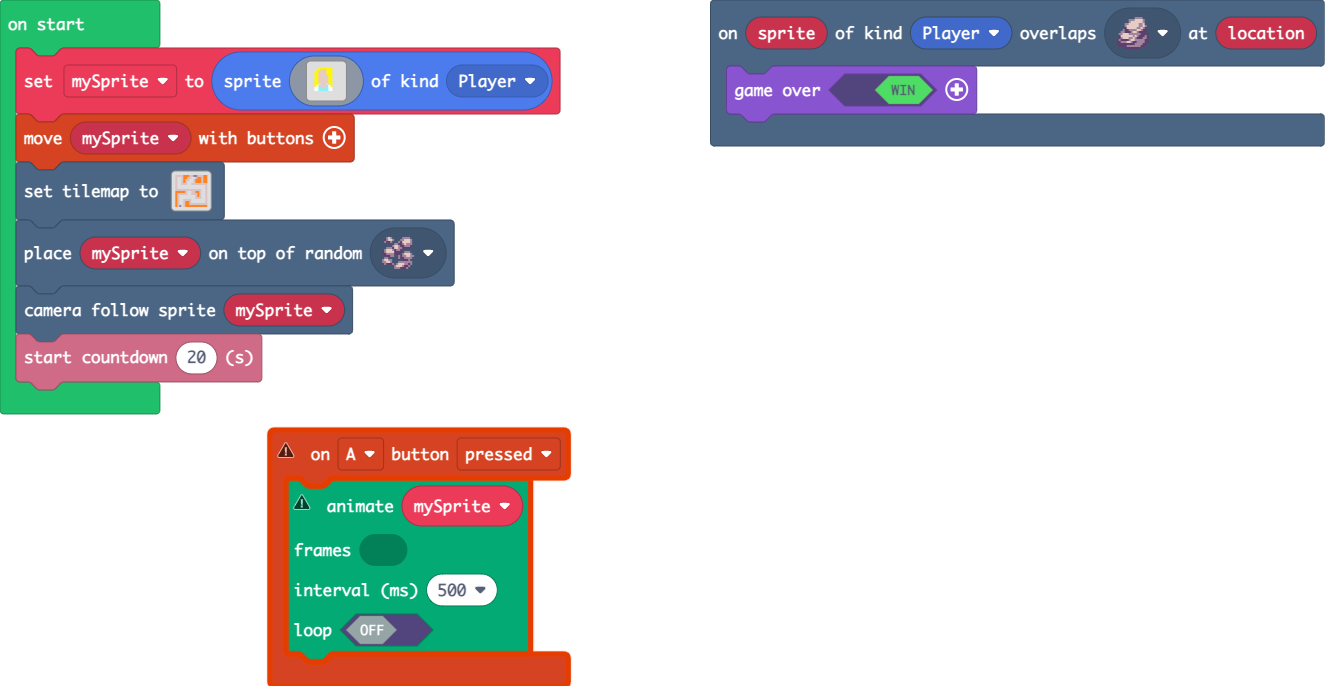 on start
set mySprite to sprite of kind Player
move mySprite with buttons
set tilemap to
place mySprite on top of random
camera follow sprite mySprite
start countdown 20 (s)
on sprite of kind Player overlaps at location
game over WIN
on A button pressed
animate mySprite
frames
interval (ms) 500
loop OFF